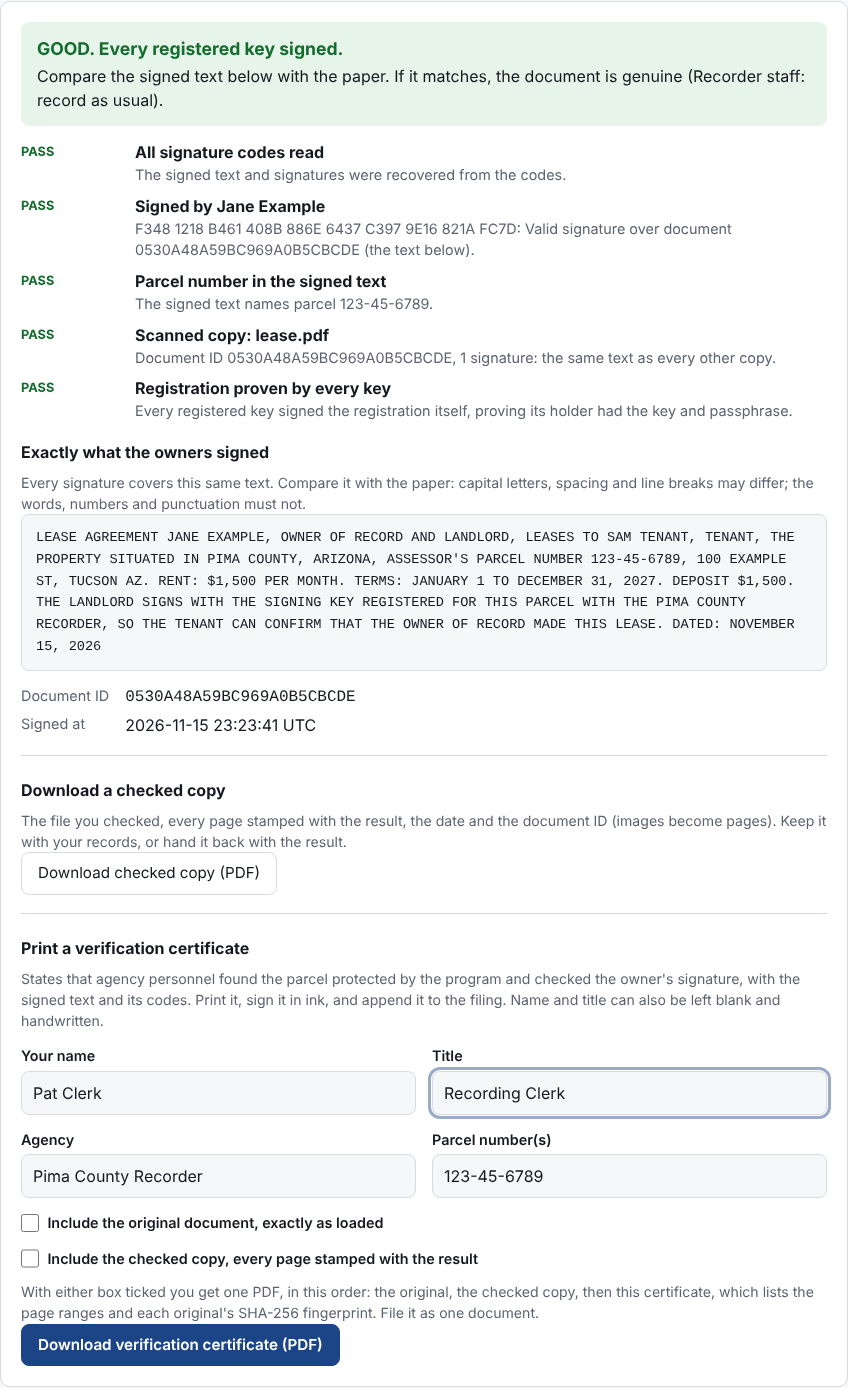 GOOD. Every registered key signed.
Compare the signed text below with the paper. If it matches, the document is genuine (Recorder staff:
record as usual).
PASS
All signature codes read
The signed text and signatures were recovered from the codes.
PASS
Signed by Jane Example
F348 1218 B461 408B 886E 6437 C397 9E16 821A FC7D: Valid signature over document
0530A48A59BC969A0B5CBCDE (the text below).
PASS
Parcel number in the signed text
The signed text names parcel 123-45-6789.
PASS
Scanned copy: lease.pdf
Document ID 0530A48A59BC969A0B5CBCDE, 1 signature: the same text as every other copy.
PASS
Registration proven by every key
Every registered key signed the registration itself, proving its holder had the key and passphrase.
Exactly what the owners signed
Every signature covers this same text. Compare it with the paper: capital letters, spacing and line breaks may differ; the
words, numbers and punctuation must not.
LEASE AGREEMENT JANE EXAMPLE, OWNER OF RECORD AND LANDLORD, LEASES TO SAM TENANT, TENANT, THE
PROPERTY SITUATED IN PIMA COUNTY, ARIZONA, ASSESSOR'S PARCEL NUMBER 123-45-6789, 100 EXAMPLE
ST, TUCSON AZ. RENT: $1,500 PER MONTH. TERMS: JANUARY 1 TO DECEMBER 31, 2027. DEPOSIT $1,500.
THE LANDLORD SIGNS WITH THE SIGNING KEY REGISTERED FOR THIS PARCEL WITH THE PIMA COUNTY
RECORDER, SO THE TENANT CAN CONFIRM THAT THE OWNER OF RECORD MADE THIS LEASE. DATED: NOVEMBER
15, 2026
Document ID 0530A48A59BC969A0B5CBCDE
Signed at 2026-11-15 23:23:41 UTC
Download a checked copy
The file you checked, every page stamped with the result, the date and the document ID (images become pages). Keep it
with your records, or hand it back with the result.
Download checked copy (PDF)
Print a verification certificate
States that agency personnel found the parcel protected by the program and checked the owner's signature, with the
signed text and its codes. Print it, sign it in ink, and append it to the filing. Name and title can also be left blank and
handwritten.
Your name
Title
Pat Clerk
Recording Clerk
Agency
Parcel number(s)
Pima County Recorder
123-45-6789
Include the original document, exactly as loaded
Include the checked copy, every page stamped with the result
With either box ticked you get one PDF, in this order: the original, the checked copy, then this certificate, which lists the
page ranges and each original's SHA-256 fingerprint. File it as one document.
Download verification certificate (PDF)